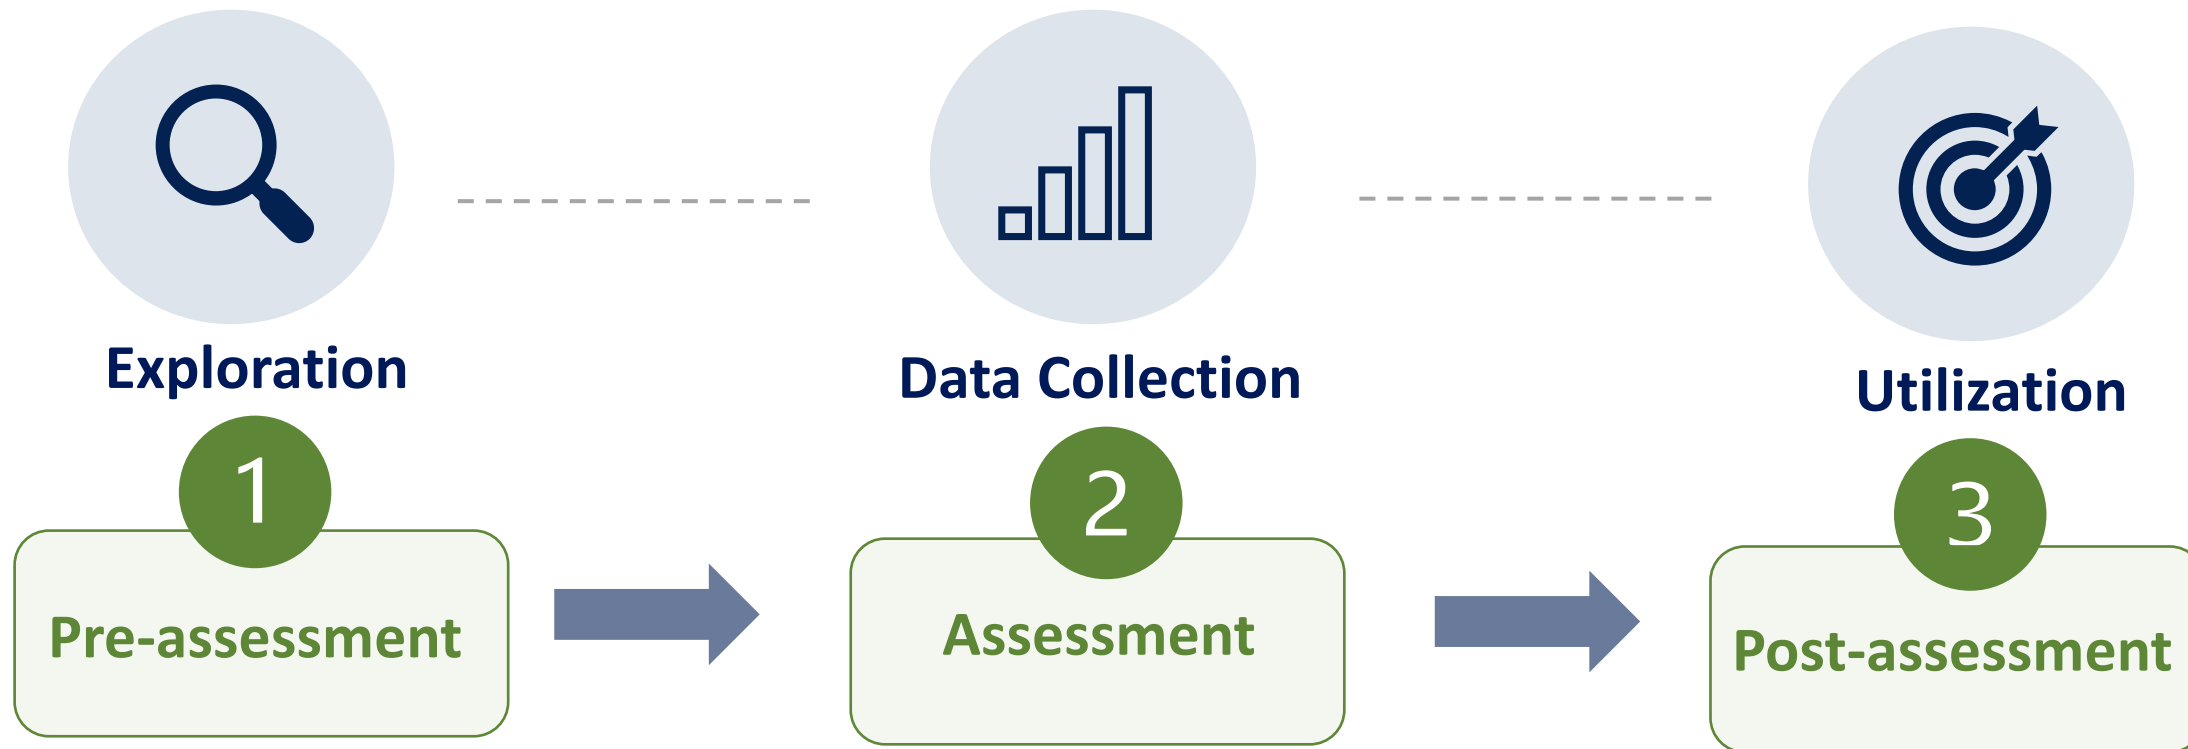 Exploration
Data Collection
Utilization
1
2
3
Pre-assessment
Assessment
Post-assessment